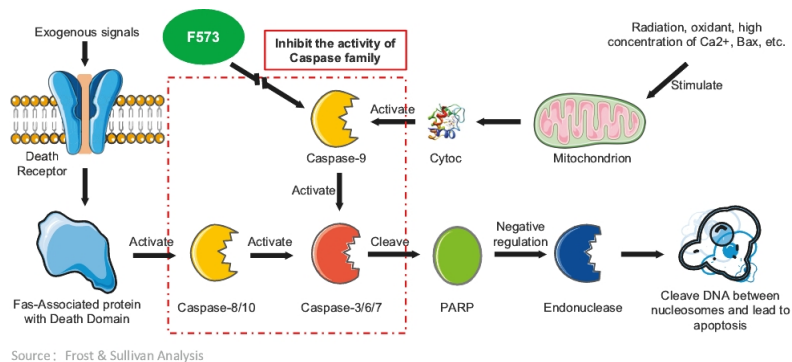 Exogenous signals
F573
Inhibit the activity of
Caspase family
Radiation, oxidant, high
concentration of Ca2+, Bax, etc.
Stimulate
Activate
Death
Receptor
Caspase-9
Cytoc
Mitochondrion
Activate
Activate
Activate
Cleave
Negative
regulation
Fas-Associated protein
with Death Domain
Caspase-8/10
Caspase-3/6/7
PARP
Endonuclease
Cleave DNA between
nucleosomes and lead to
apoptosis
Source: Frost & Sullivan Analysis